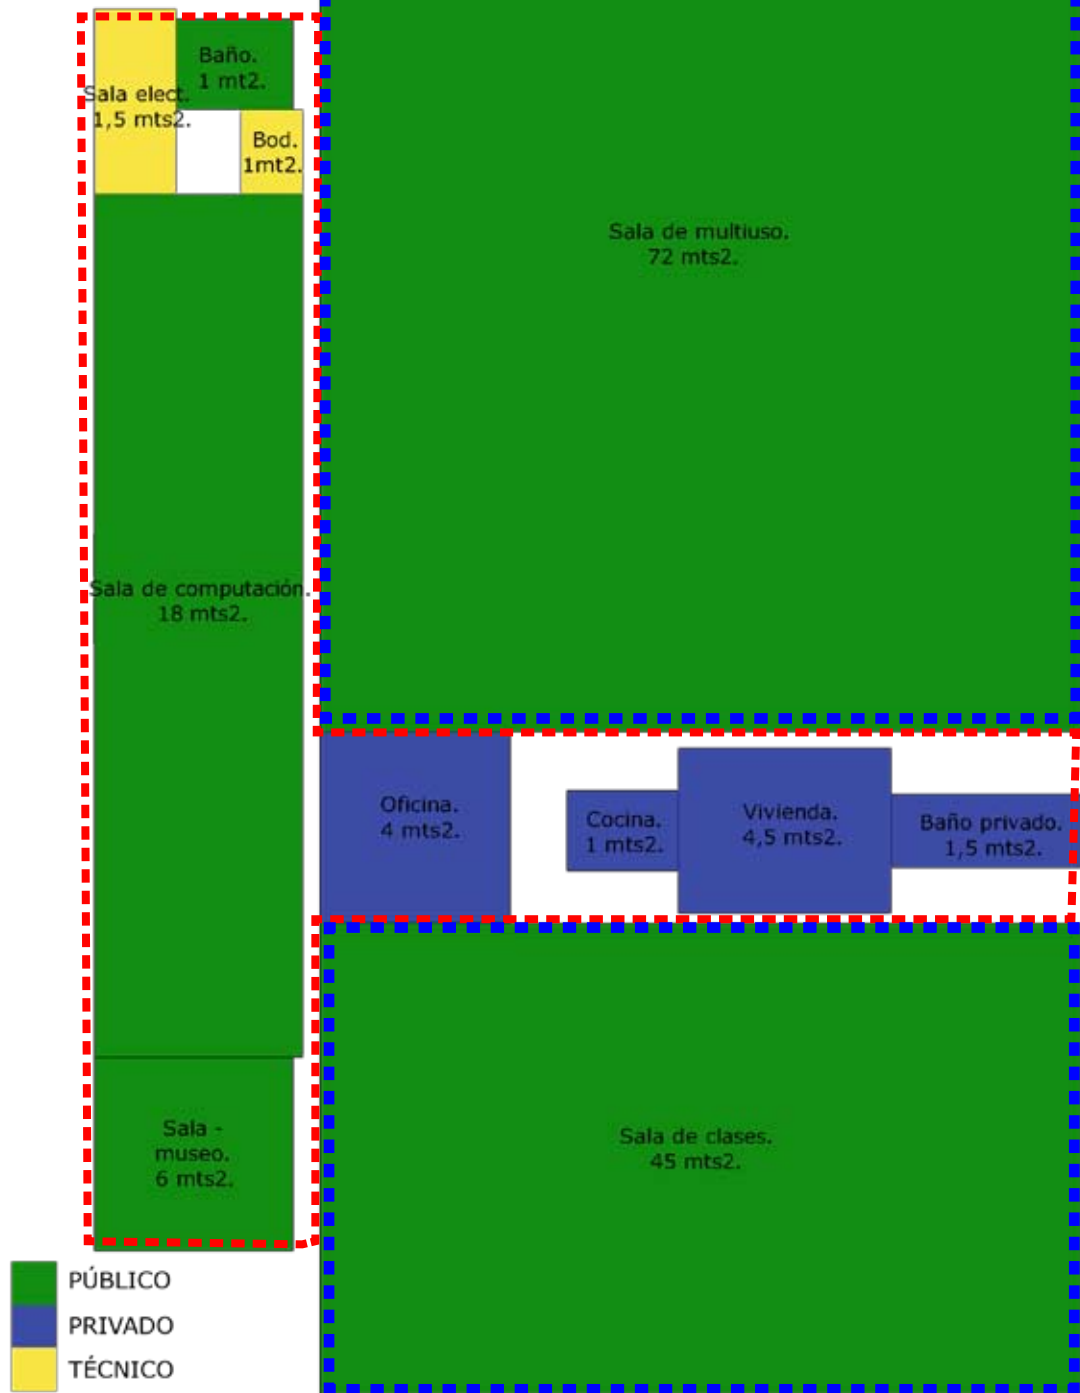 Baño.
1 mt2.
Sala elect.
1,5 mts2.
Bod.
1mt2.
Sala de multiuso.
72 mts2.
Sala de computación.
18 mts2.
Oficina.
4 mts2.
Cocina.
1 mts2.
Vivienda.
4,5 mts2.
Baño privado.
1,5 mts2.
Sala -
museo.
6 mts2.
Sala de clases.
45 mts2.
PÚBLICO
PRIVADO
TÉCNICO